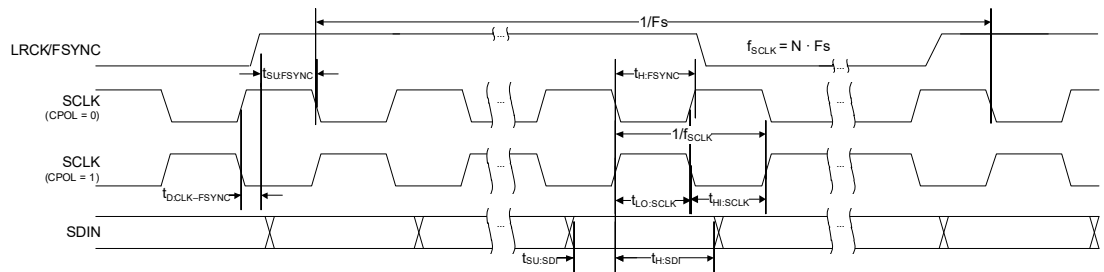 1/Fs
LRCK/FSYNC
...
fSCLK = N · Fs
...
tSU:FSYNC
tH:FSYNC
SCLK
(CPOL = 0)
...
...
1/fSCLK
SCLK
(CPOL = 1)
...
...
tD:CLK–FSYNC
tLO:SCLK
tHI:SCLK
SDIN
...
...
tSU:SDI
tH:SDI